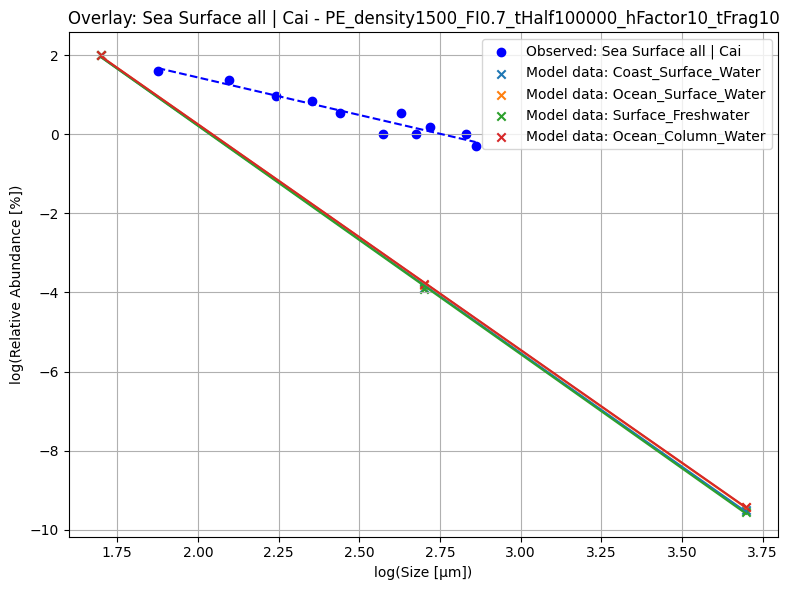 Overlay: Sea Surface all | Cai - PE_density1500_FI0.7_tHalf100000_hFactor10_tFrag10
Observed: Sea Surface all | Cai
Model data: Coast_Surface_Water
Model data: Ocean_Surface_Water
Model data: Surface_Freshwater
Model data: Ocean_Column_Water
log(Relative Abundance [%])
2
0
−2
−4
−6
−8
−10
1.75 2.00 2.25 2.50 2.75 3.00 3.25 3.50 3.75
log(Size [µm])